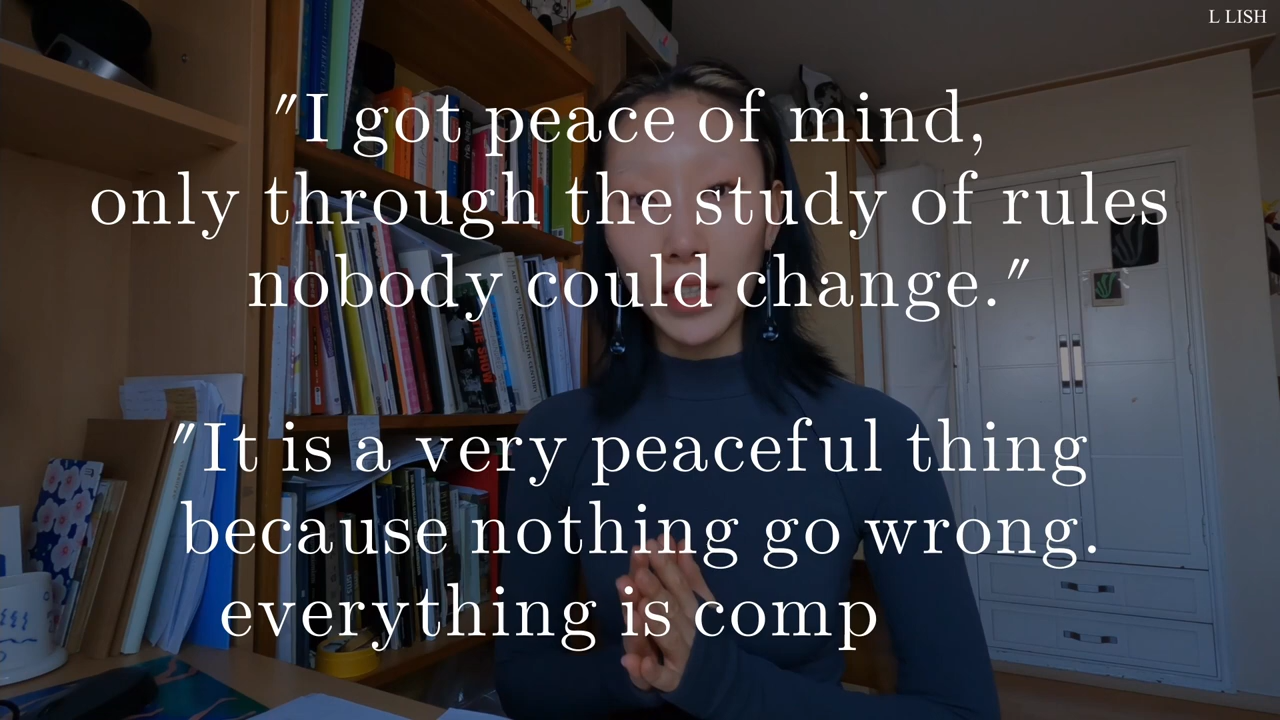 L LISH
"I got peace of mind,
only through the study of rules
nobody could change."
"It is a very peaceful thing
because nothing go wrong.
everything is comp